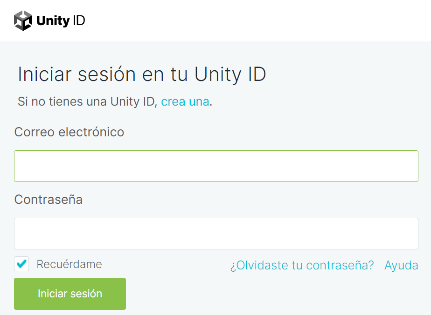 Unity ID
Iniciar sesión en tu Unity ID
Si no tienes una Unity ID, crea una.
Correo electrónico
Contraseña
Recuérdame ¿Olvidaste tu contraseña? Ayuda
Iniciar sesión